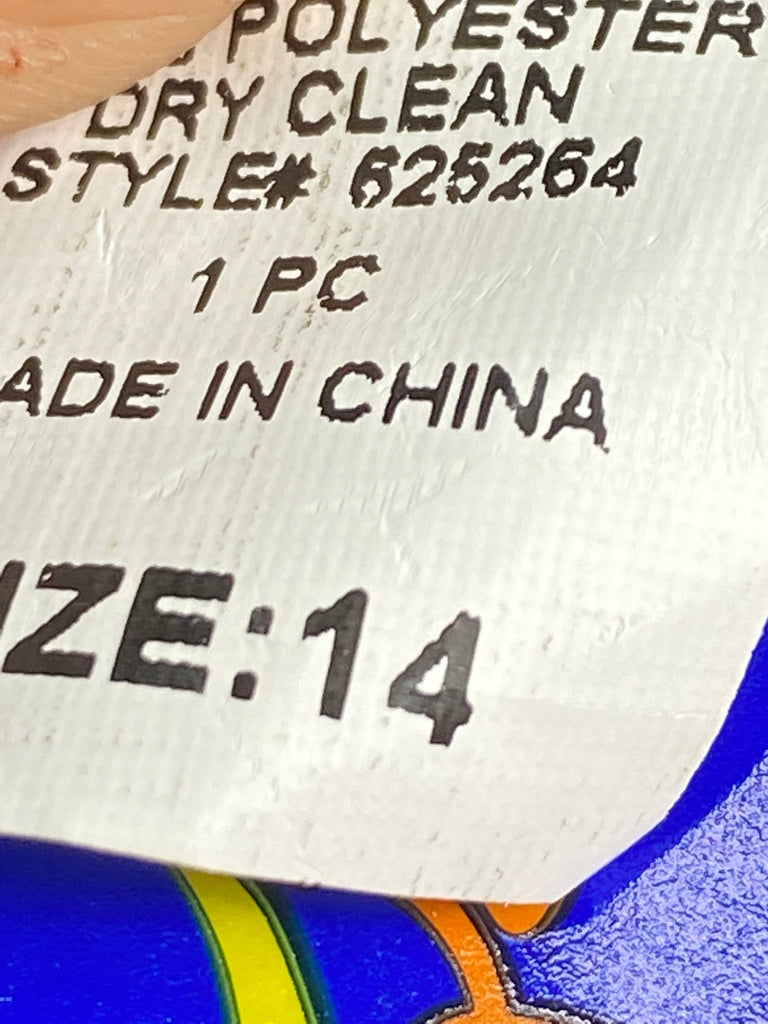 POLYESTER
DRY CLEAN
STYLE# 625264
1 PC
ADE IN CHINA
IZE:14